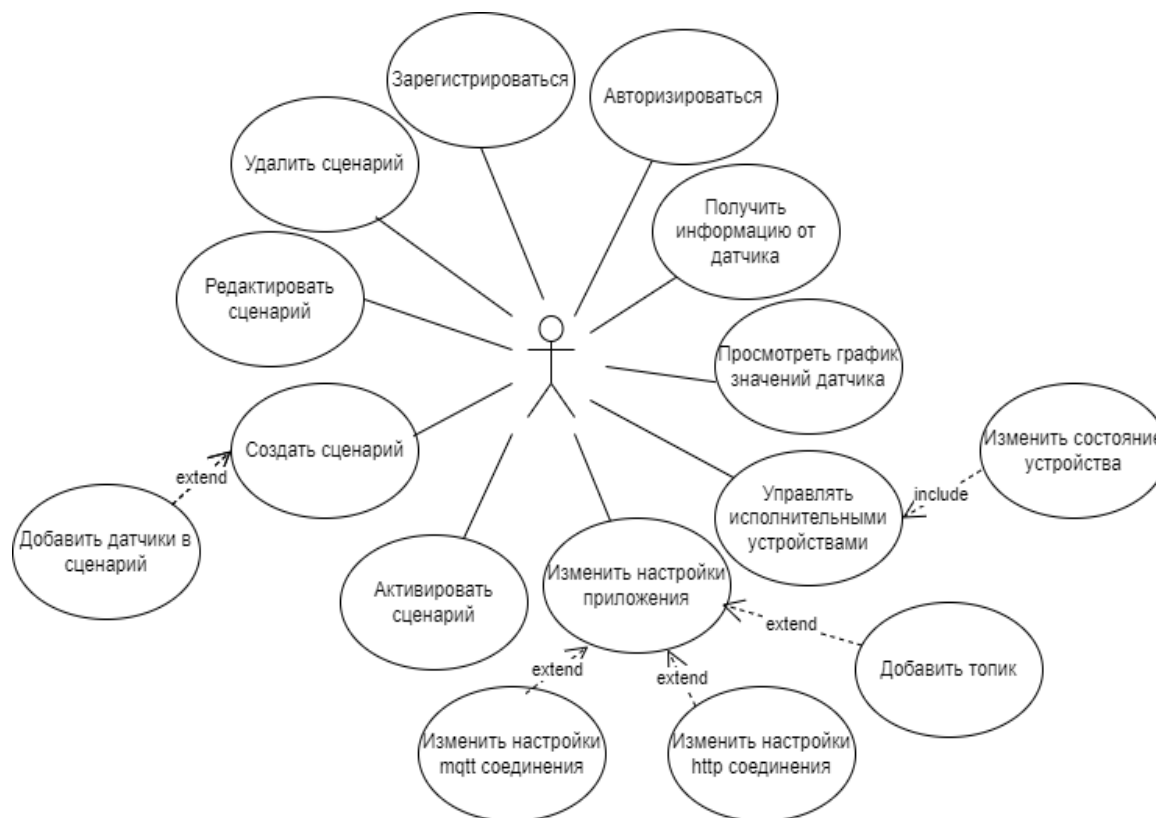 Зарегистрироваться
Авторизироваться
Удалить сценарий
Получить
информацию от
датчика
Редактировать
сценарий
Просмотреть график
значений датчика
Создать сценарий
extend
Добавить датчики в
сценарий
Изменить состояние
устройства
include
Управлять
исполнительными
устройствами
Активировать
сценарий
Изменить настройки
приложения
extend
Добавить топик
extend
extend
Изменить настройки
mqtt соединения
Изменить настройки
http соединения